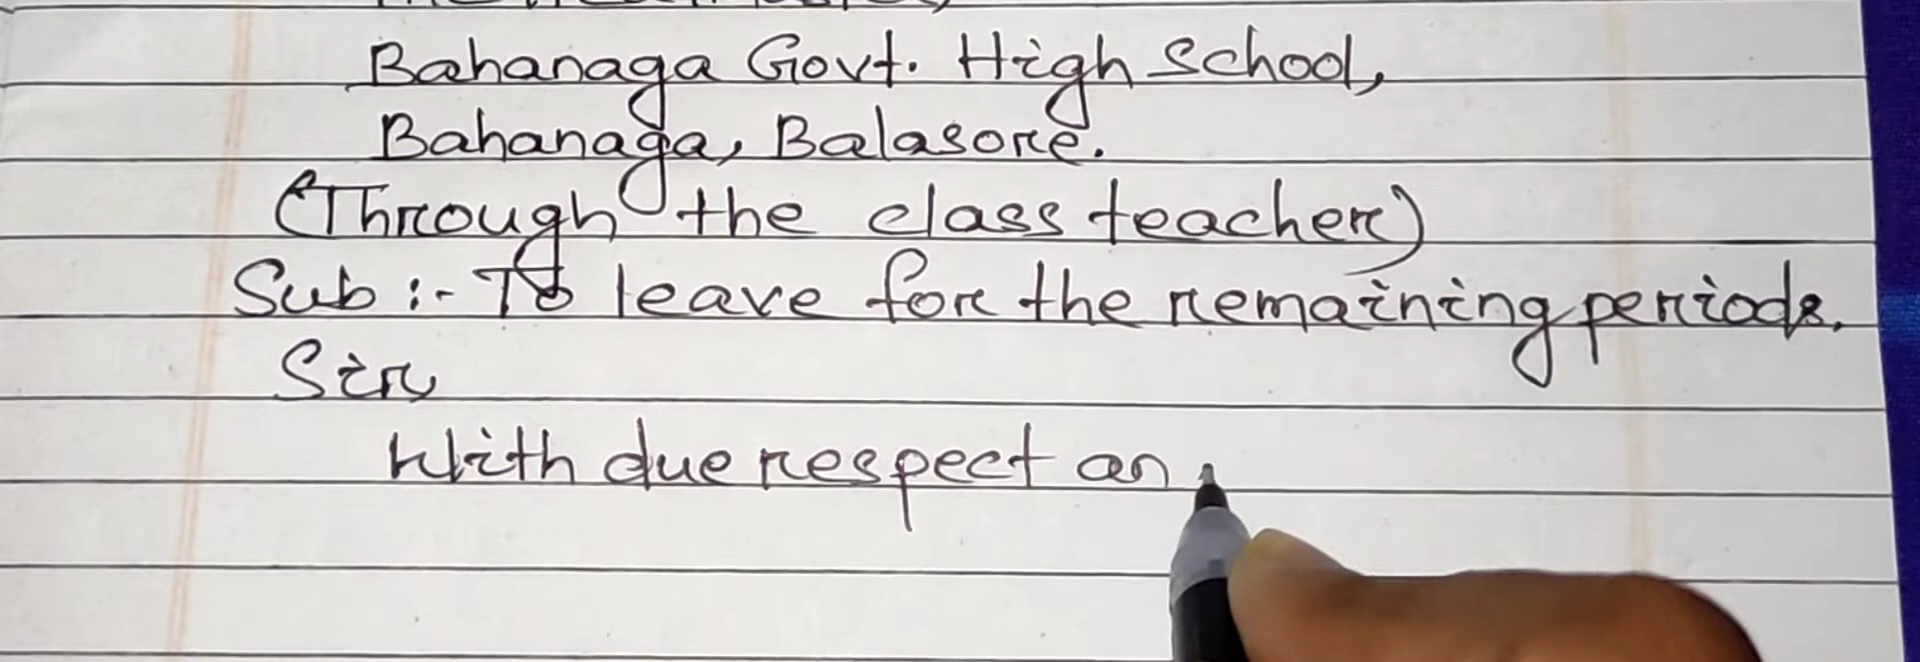 Bahanaga Govt. High School,
Bahanaga, Balasore.
(Through the class teacher)
Sub :- To leave for the remaining periods.
Sir,
With due respect an